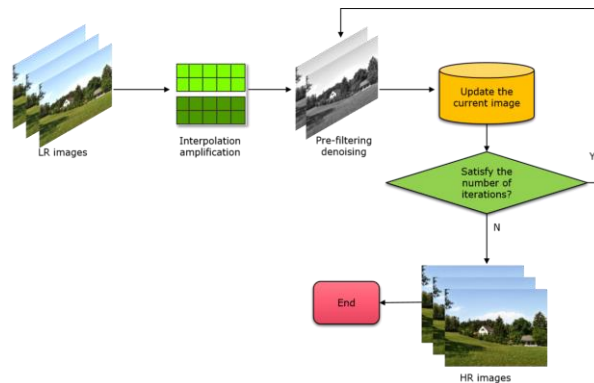 LR images
Interpolation
amplification
Pre-filtering
denoising
Update the
current image
Satisfy the
number of
iterations?
Y
N
End
HR images